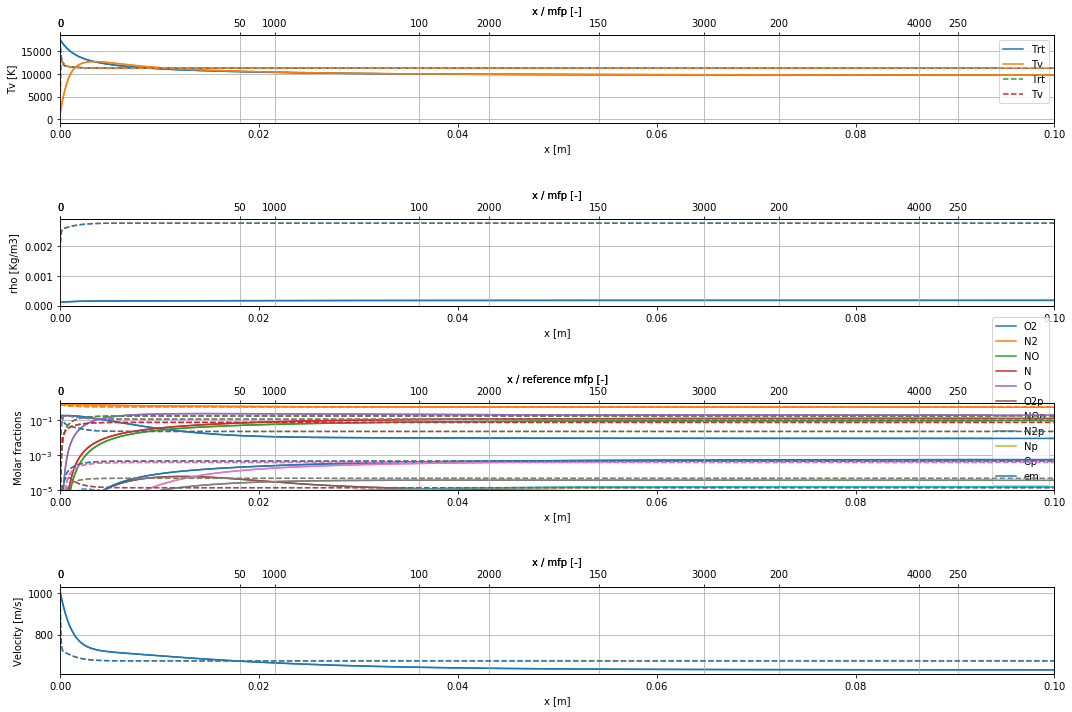 x / mfp [-]
0 50 1000 100 2000 150 3000 200 4000 250
15000
10000
5000
0
Tv [K]
Trt
Tv
Trt
Tv
0.00 0.02 0.04 0.06 0.08 0.10
x [m]
x / mfp [-]
0 50 1000 100 2000 150 3000 200 4000 250
0.002
0.001
0.000
rho [Kg/m3]
0.00 0.02 0.04 0.06 0.08 0.10
x [m]
x / reference mfp [-]
0 50 1000 100 2000 150 3000 200 4000 250
10⁻¹
10⁻³
10⁻⁵
Molar fractions
O2
N2
NO
N
O
O2p
NOp
N2p
Np
Op
em
0.00 0.02 0.04 0.06 0.08 0.10
x [m]
x / mfp [-]
0 50 1000 100 2000 150 3000 200 4000 250
1000
800
Velocity [m/s]
0.00 0.02 0.04 0.06 0.08 0.10
x [m]